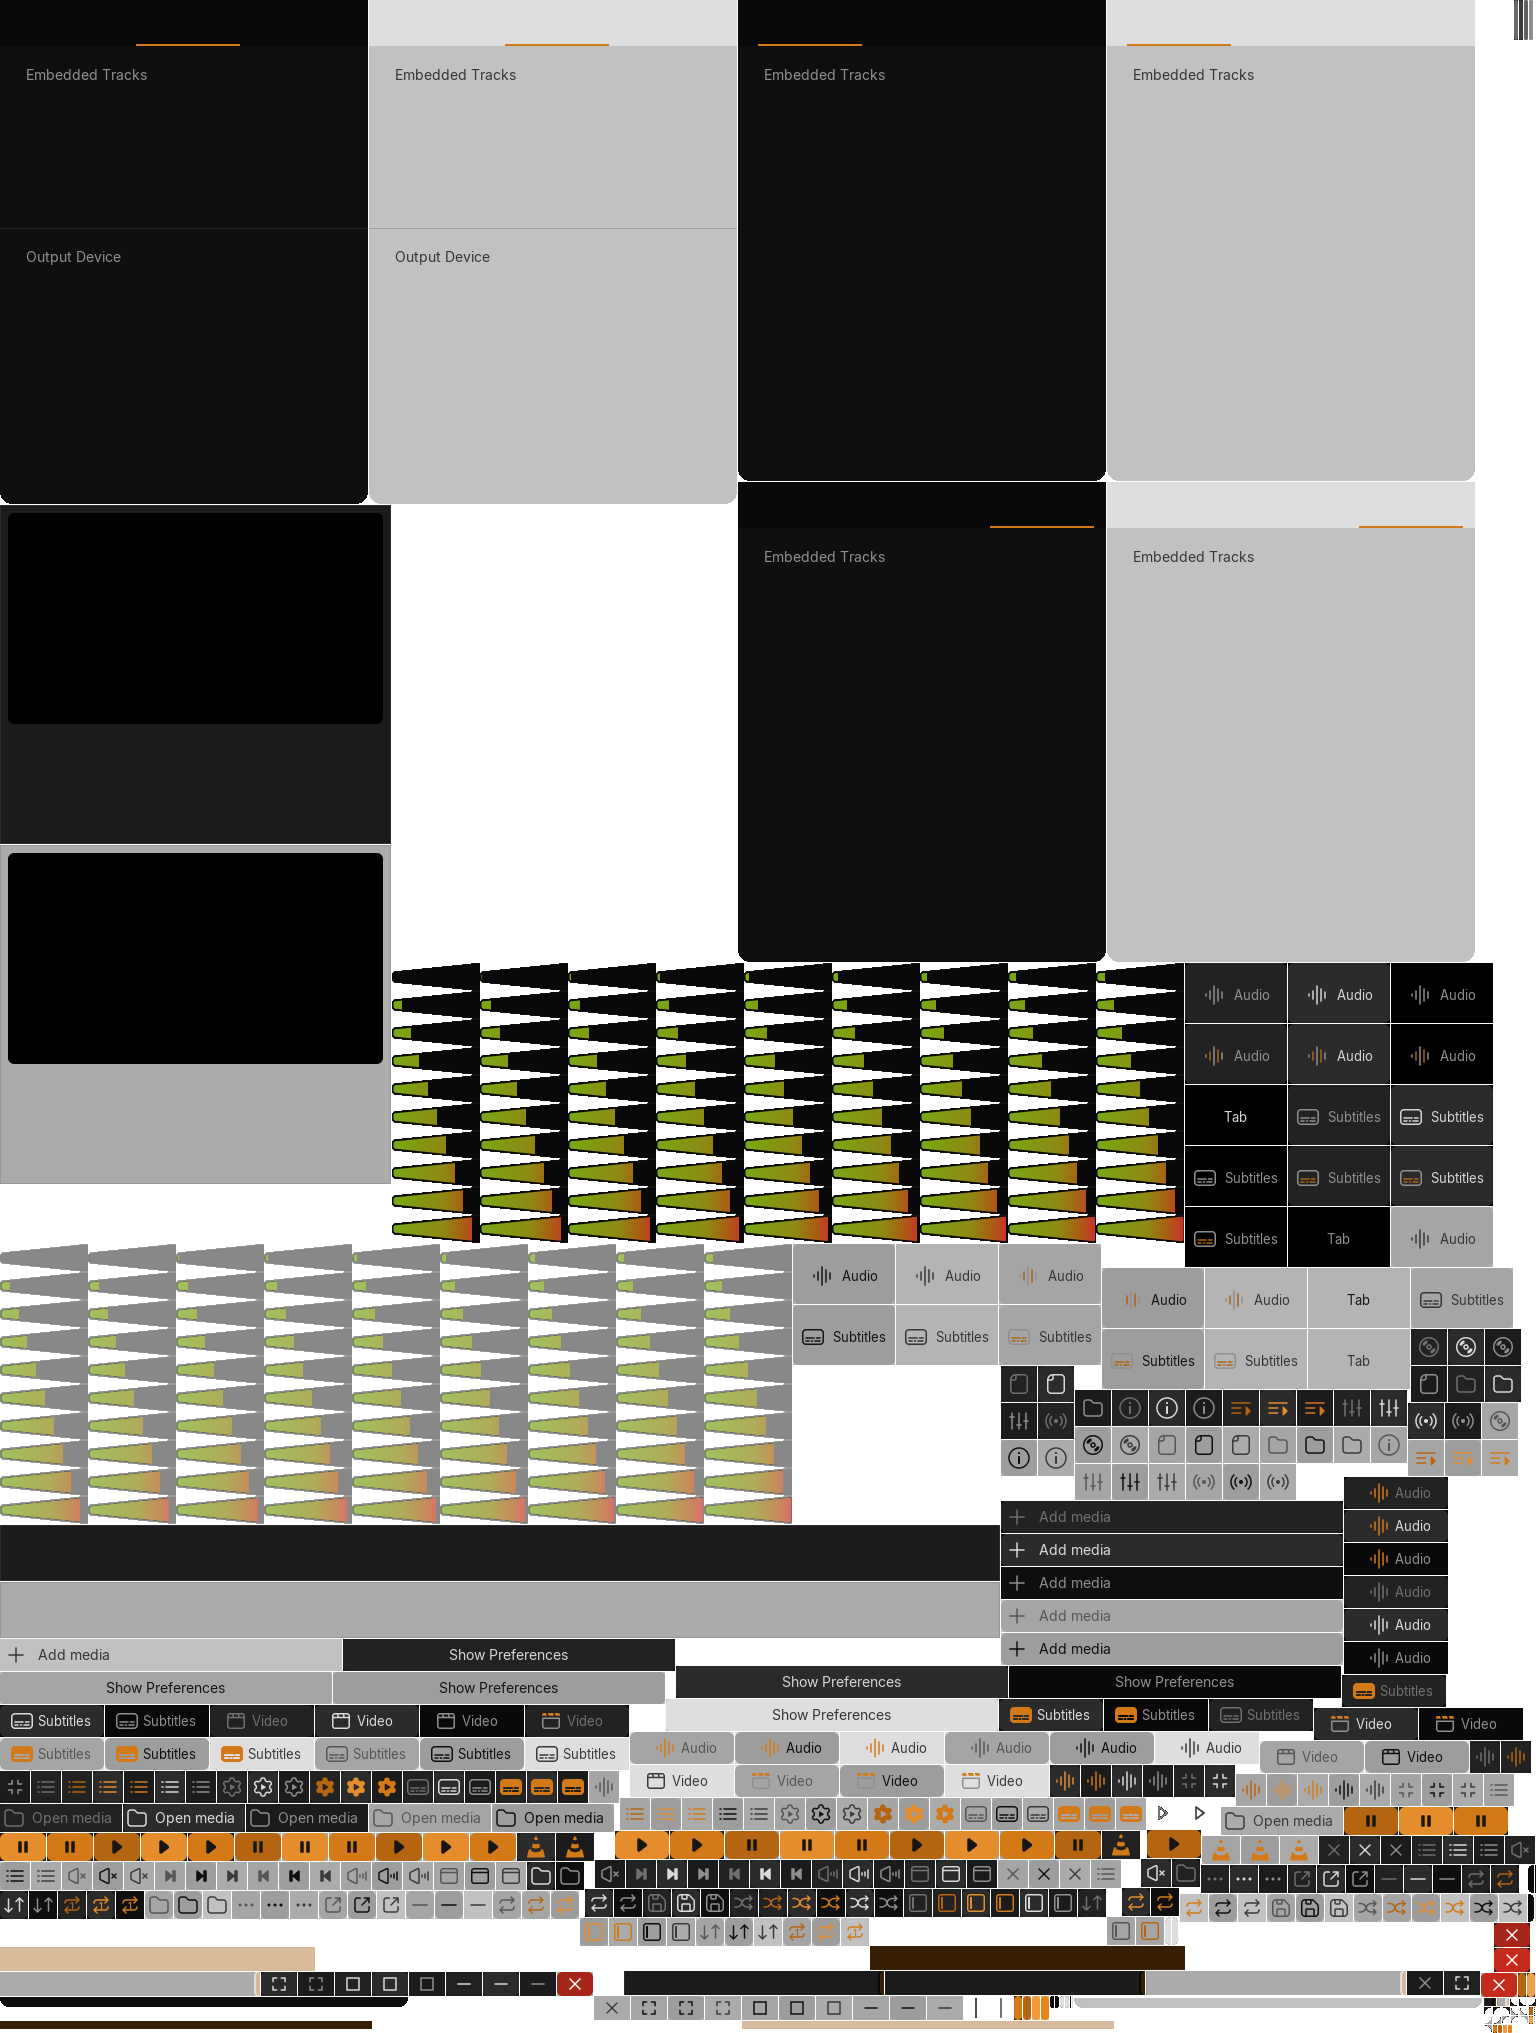 Embedded Tracks
Embedded Tracks
Embedded Tracks
Embedded Tracks
Output Device
Output Device
Embedded Tracks
Embedded Tracks
Audio
Audio
Audio
Audio
Audio
Audio
Tab
Subtitles
Subtitles
Subtitles
Subtitles
Subtitles
Subtitles
Tab
Audio
Audio
Audio
Audio
Audio
Audio
Tab
Subtitles
Subtitles
Subtitles
Subtitles
Subtitles
Subtitles
Tab
Audio
Add media
Audio
Add media
Audio
Add media
Audio
Add media
Audio
Add media
Audio
Add media
Show Preferences
Show Preferences
Show Preferences
Show Preferences
Show Preferences
Subtitles
Show Preferences
Subtitles
Subtitles
Subtitles
Subtitles
Subtitles
Video
Video
Video
Video
Video
Video
Subtitles
Subtitles
Subtitles
Subtitles
Subtitles
Subtitles
Audio
Audio
Audio
Audio
Audio
Audio
Video
Video
Video
Video
Video
Video
Open media
Open media
Open media
Open media
Open media
Open media